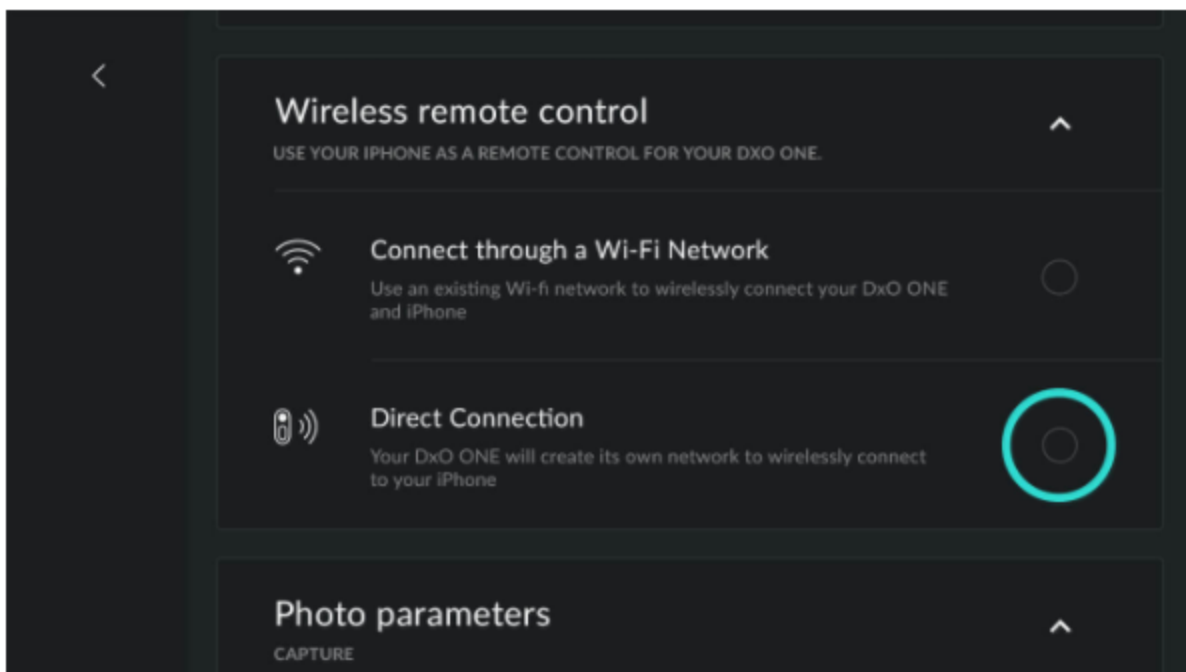 Wireless remote control
USE YOUR IPHONE AS A REMOTE CONTROL FOR YOUR DXO ONE.
Connect through a Wi-Fi Network
Use an existing Wi-fi network to wirelessly connect your DxO ONE
and iPhone
Direct Connection
Your DxO ONE will create its own network to wirelessly connect
to your iPhone
Photo parameters
CAPTURE